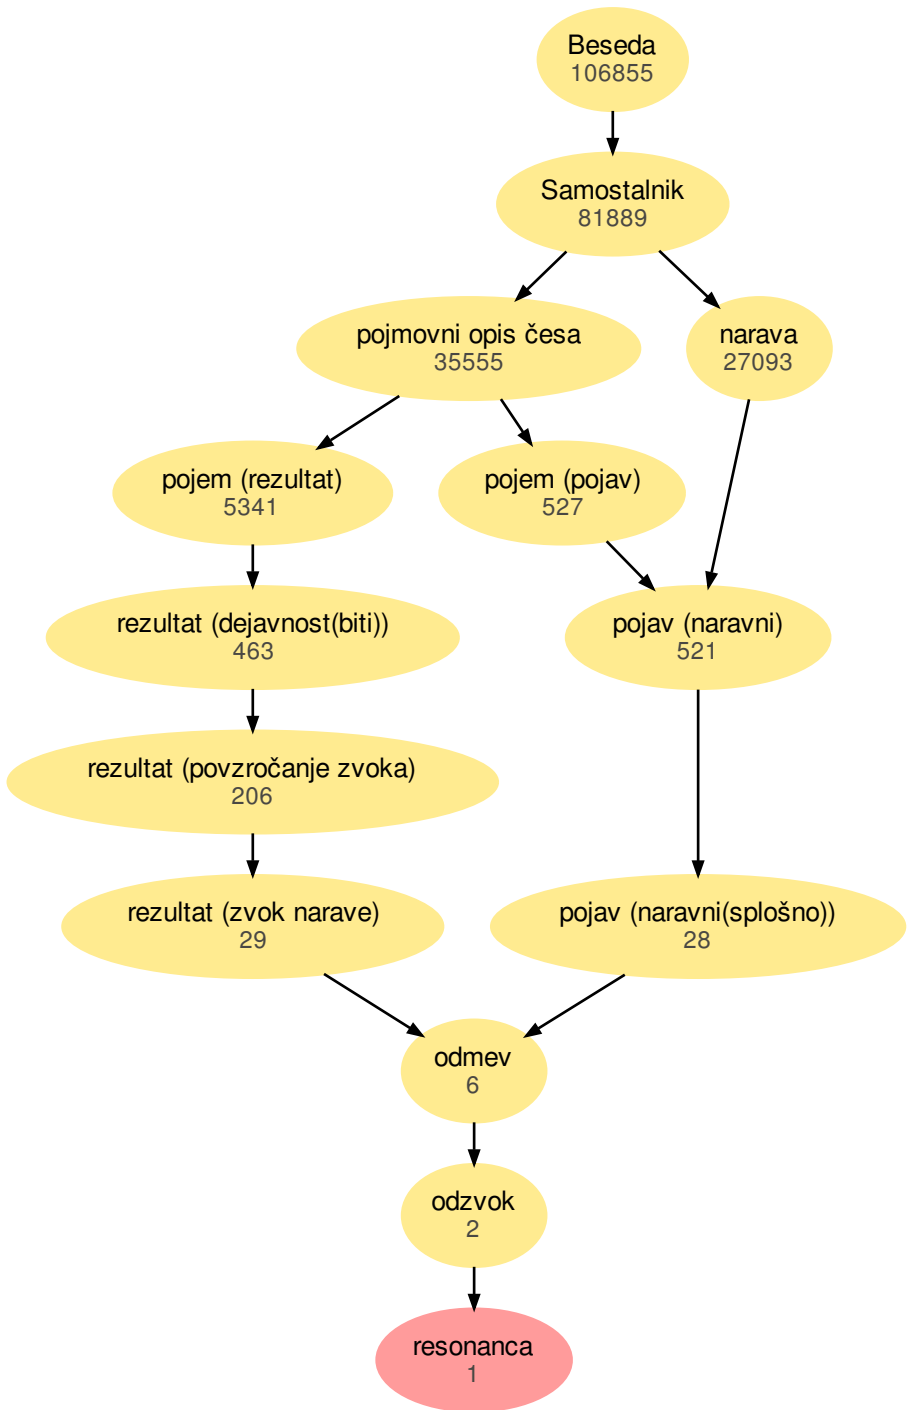 Beseda
106855
Samostalnik
81889
pojmovni opis česa
35555
narava
27093
pojem (rezultat)
5341
pojem (pojav)
527
rezultat (dejavnost(biti))
463
pojav (naravni)
521
rezultat (povzročanje zvoka)
206
rezultat (zvok narave)
29
pojav (naravni(splošno))
28
odmev
6
odzvok
2
resonanca
1